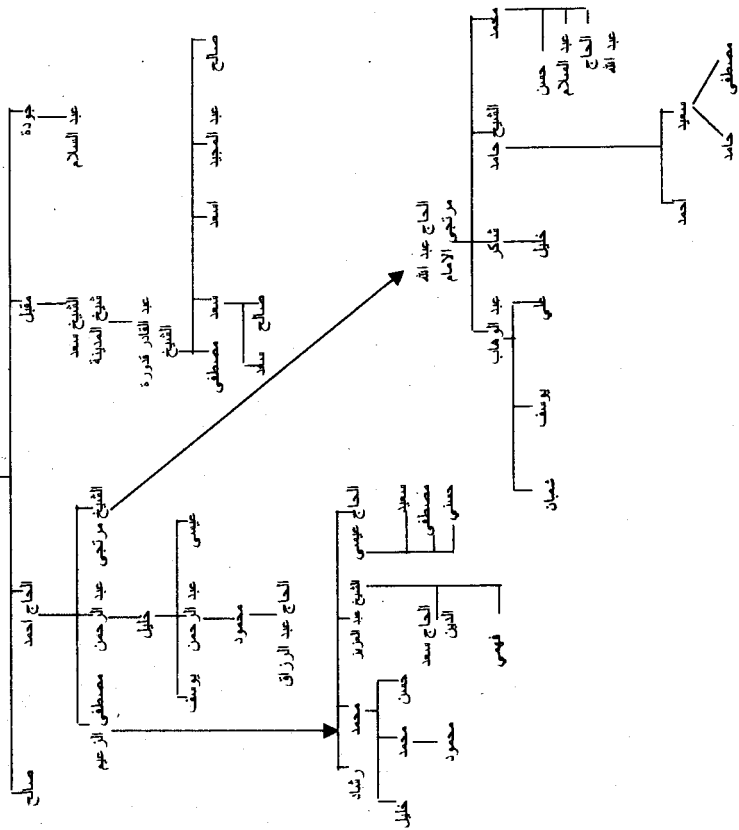 جودة
مقبل
الحاج احمد
صالح
عبد السلام
الشيخ سعد
شيخ المدينة
عبد القادر قدورة
الشيخ
مصطفى
سعد
اسعد
عبد المجيد
صالح
صالح
سعد
الشيخ مرتجى
عبد الرحمن
مصطفى
الزعيم
خليل
عيسى
عبد الرحمن
يوسف
محمود
الحاج عبد الرزاق
الحاج عيسى
الشيخ عبد العزيز
محمد
رشاد
سعيد
مصطفى
حسني
الحاج سعد
الدين
فهمي
حسن
محمد
خليل
محمود
الحاج عبد الله
مرتجى الامام
محمد
الشيخ
حامد
شاكر
عبد
الوهاب
حسن
عبد السلام
الحاج
عبد الله
خليل
علي
يوسف
شعبان
سعيد
احمد
مصطفى
حامد